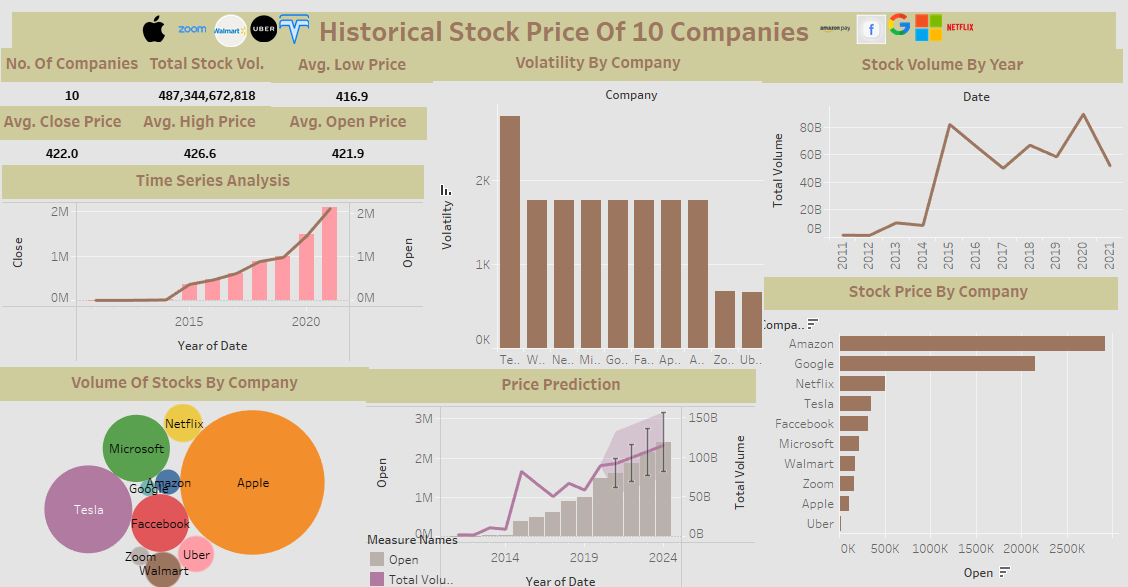 zoom Walmart UBER Historical Stock Price Of 10 Companies amazon pay f NETFLIX
No. Of Companies Total Stock Vol. Avg. Low Price
10 487,344,672,818 416.9
Avg. Close Price Avg. High Price Avg. Open Price
422.0 426.6 421.9
Time Series Analysis
2M 2M
1M 1M
0M 0M
Close
Open
2015 2020
Year of Date
Volatility By Company
Company
2K
1K
0K
Volatilty
Te.. W.. Ne.. Mi.. Go.. Fa.. Ap.. A.. Zo.. Ub..
Stock Volume By Year
Date
80B
60B
40B
20B
0B
Total Volume
2011 2012 2013 2014 2015 2016 2017 2018 2019 2020 2021
Stock Price By Company
Compa..
Amazon
Google
Netflix
Tesla
Faccebook
Microsoft
Walmart
Zoom
Apple
Uber
0K 500K 1000K 1500K 2000K 2500K
Open
Volume Of Stocks By Company
Netflix
Microsoft
Amazon
Google
Apple
Tesla
Faccebook
Zoom
Uber
Walmart
Price Prediction
3M 150B
2M 100B
1M 50B
0M 0B
Open
Total Volume
2014 2019 2024
Year of Date
Measure Names
Open
Total Volu..